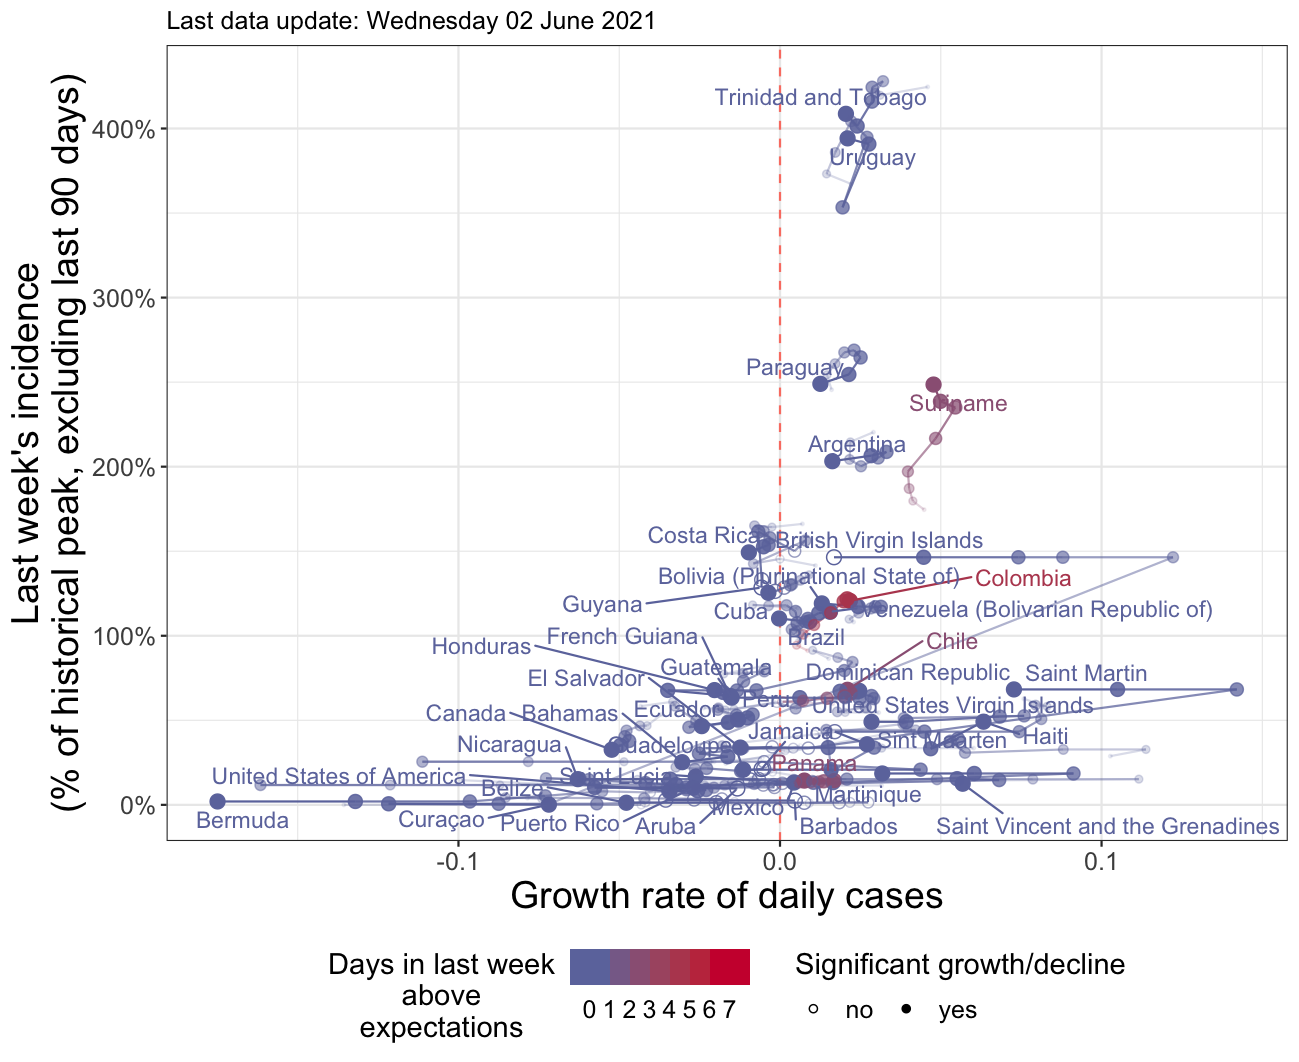 Last data update: Wednesday 02 June 2021
Last week's incidence
(% of historical peak, excluding last 90 days)
400%
300%
200%
100%
0%
Trinidad and Tobago
Uruguay
Paraguay
Suriname
Argentina
Costa Rica
British Virgin Islands
Bolivia (Plurinational State of)
Colombia
Guyana
Cuba
Venezuela (Bolivarian Republic of)
Brazil
French Guiana
Honduras
Chile
Guatemala
El Salvador
Dominican Republic
Saint Martin
Peru
Ecuador
United States Virgin Islands
Canada
Bahamas
Jamaica
Haiti
Nicaragua
Guadeloupe
Sint Maarten
Panama
United States of America
Saint Lucia
Belize
Martinique
Mexico
Bermuda
Curaçao
Puerto Rico
Aruba
Barbados
Saint Vincent and the Grenadines
-0.1
0.0
0.1
Growth rate of daily cases
Days in last week
above
expectations
0 1 2 3 4 5 6 7
Significant growth/decline
no
yes